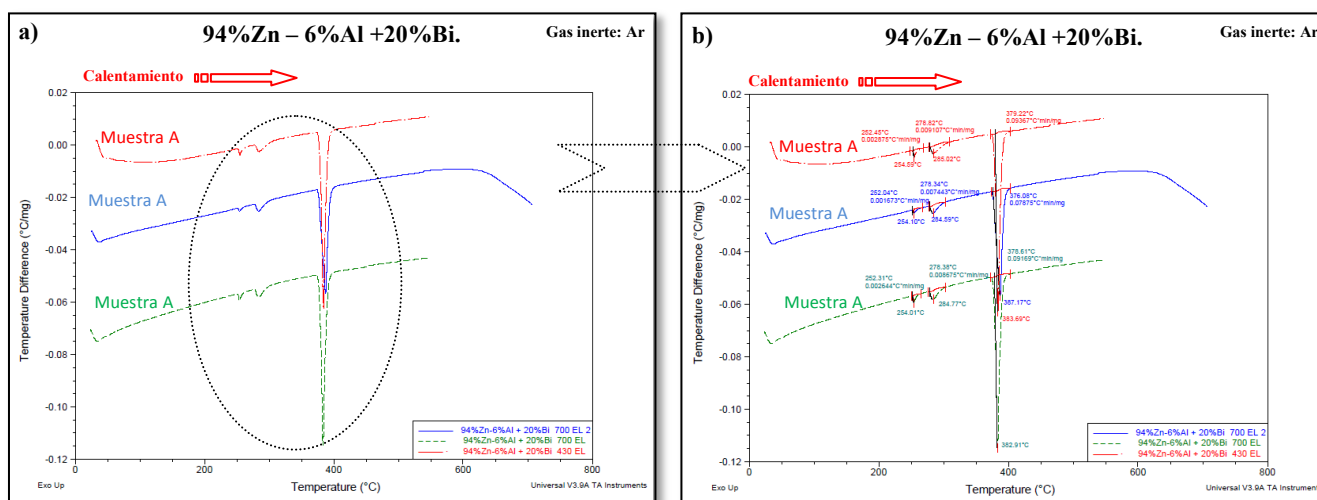 a)
94%Zn – 6%Al +20%Bi.
Gas inerte: Ar
Calentamiento
0.02
0.00
-0.02
-0.04
-0.06
-0.08
-0.10
-0.12
Temperature Difference (°C/mg)
Muestra A
Muestra A
Muestra A
94%Zn-6%Al + 20%Bi 700 EL 2
94%Zn-6%Al + 20%Bi 700 EL
94%Zn-6%Al + 20%Bi 430 EL
0
200
400
600
800
Exo Up
Temperature (°C)
Universal V3.9A TA Instruments
b)
94%Zn – 6%Al +20%Bi.
Gas inerte: Ar
Calentamiento
0.02
0.00
-0.02
-0.04
-0.06
-0.08
-0.10
-0.12
Temperature Difference (°C/mg)
Muestra A
252.45°C
0.002875°C*min/mg
254.59°C
278.82°C
0.009107°C*min/mg
285.02°C
379.22°C
0.09367°C*min/mg
Muestra A
252.04°C
0.001673°C*min/mg
254.10°C
278.34°C
0.007443°C*min/mg
284.59°C
376.08°C
0.07875°C*min/mg
Muestra A
252.31°C
0.002644°C*min/mg
254.01°C
278.38°C
0.008675°C*min/mg
284.77°C
378.61°C
0.09169°C*min/mg
387.17°C
383.69°C
382.91°C
94%Zn-6%Al + 20%Bi 700 EL 2
94%Zn-6%Al + 20%Bi 700 EL
94%Zn-6%Al + 20%Bi 430 EL
0
200
400
600
800
Exo Up
Temperature (°C)
Universal V3.9A TA Instruments